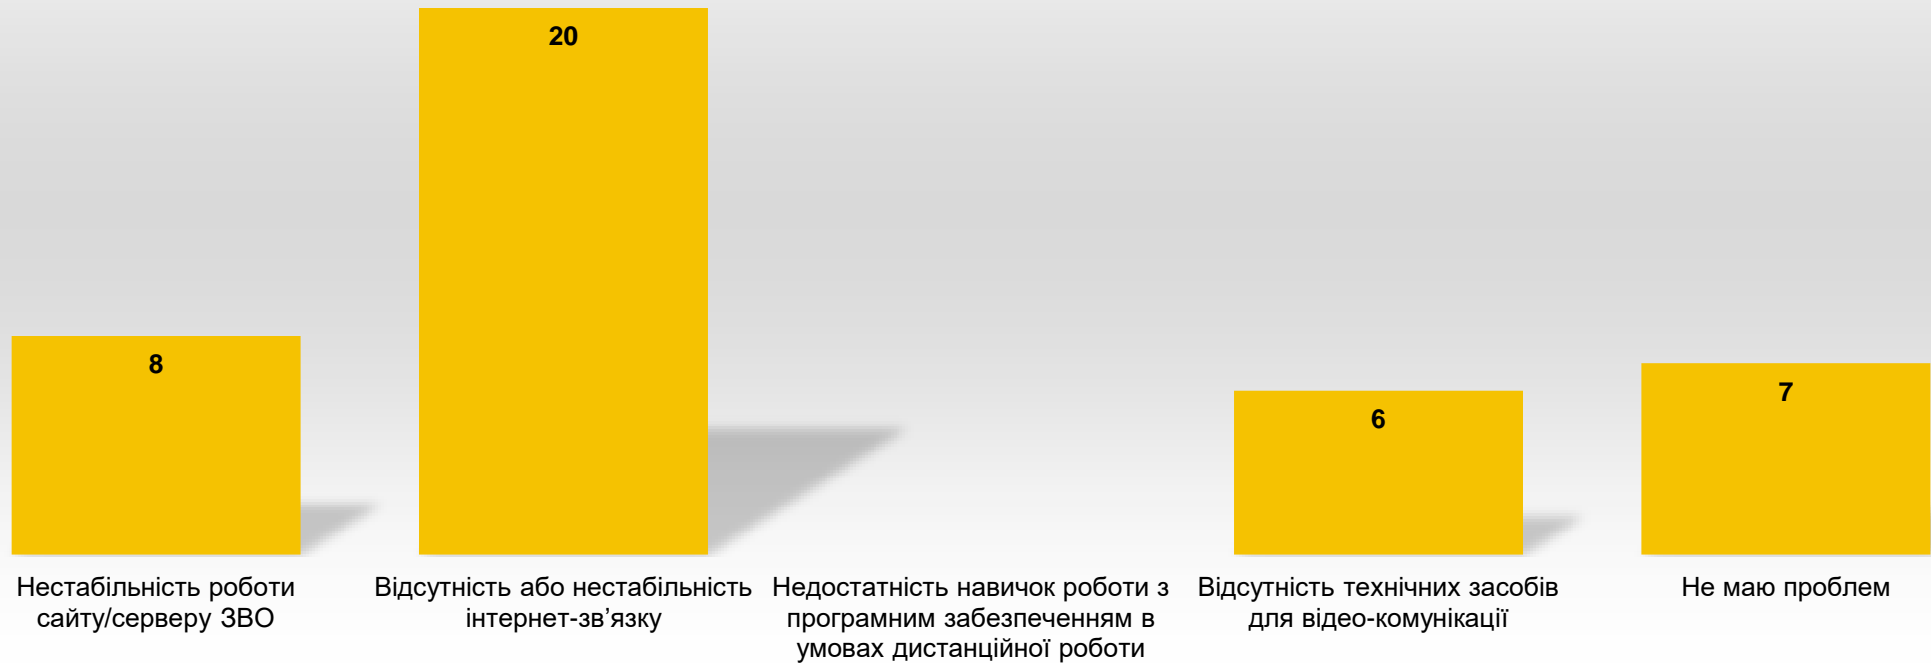 20
8
6
7
Нестабільність роботи
сайту/серверу ЗВО
Відсутність або нестабільність
інтернет-зв’язку
Недостатність навичок роботи з
програмним забезпеченням в
умовах дистанційної роботи
Відсутність технічних засобів
для відео-комунікації
Не маю проблем